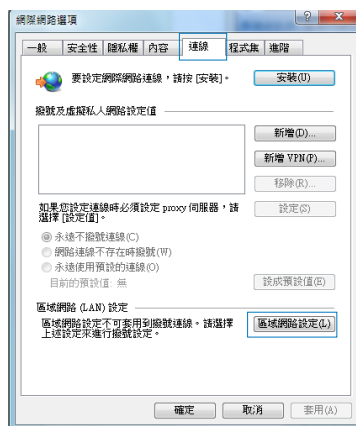 網際網路選項
一般 安全性 隱私權 內容 連線 程式集 進階
要設定網際網路連線，請按 [安裝]。 安裝(U)
撥號及虛擬私人網路設定值
新增(D)...
新增 VPN(P)...
移除(R)...
如果您設定連線時必須設定 proxy 伺服器，請
選擇 [設定值]。
設定(S)
永遠不撥號連線(C)
網路連線不存在時撥號(W)
永遠使用預設的連線(O)
目前的預設值: 無 設成預設值(E)
區域網路 (LAN) 設定
區域網路設定不可套用到撥號連線。請選擇
上述設定來進行撥號設定。
區域網路設定(L)
確定 取消 套用(A)